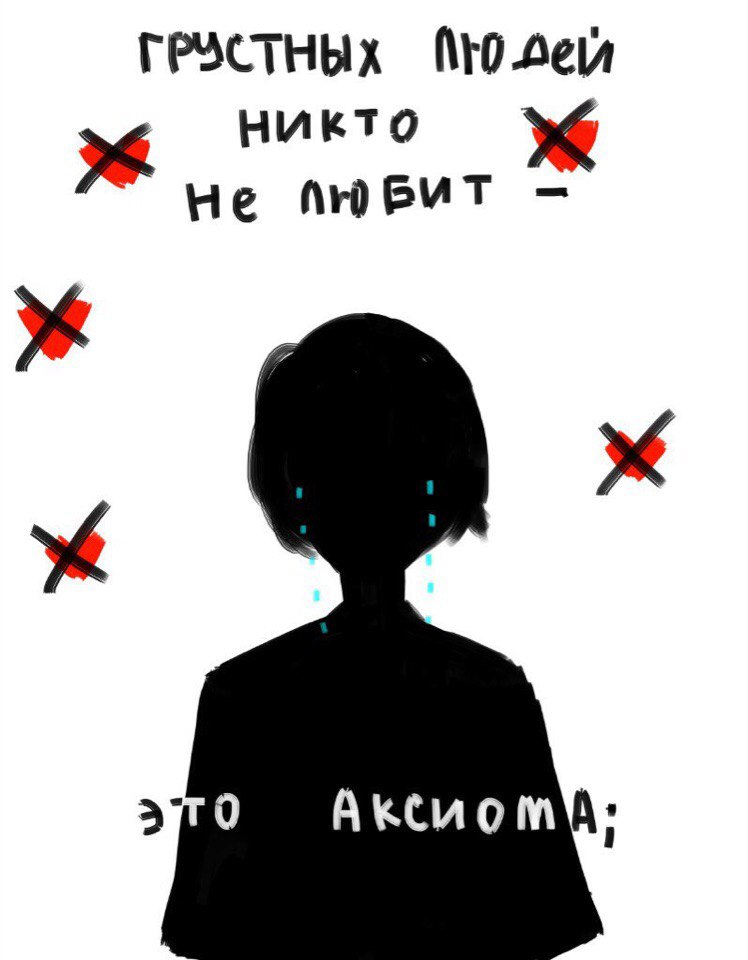 грустных людей
никто
не любит –
это аксиома;